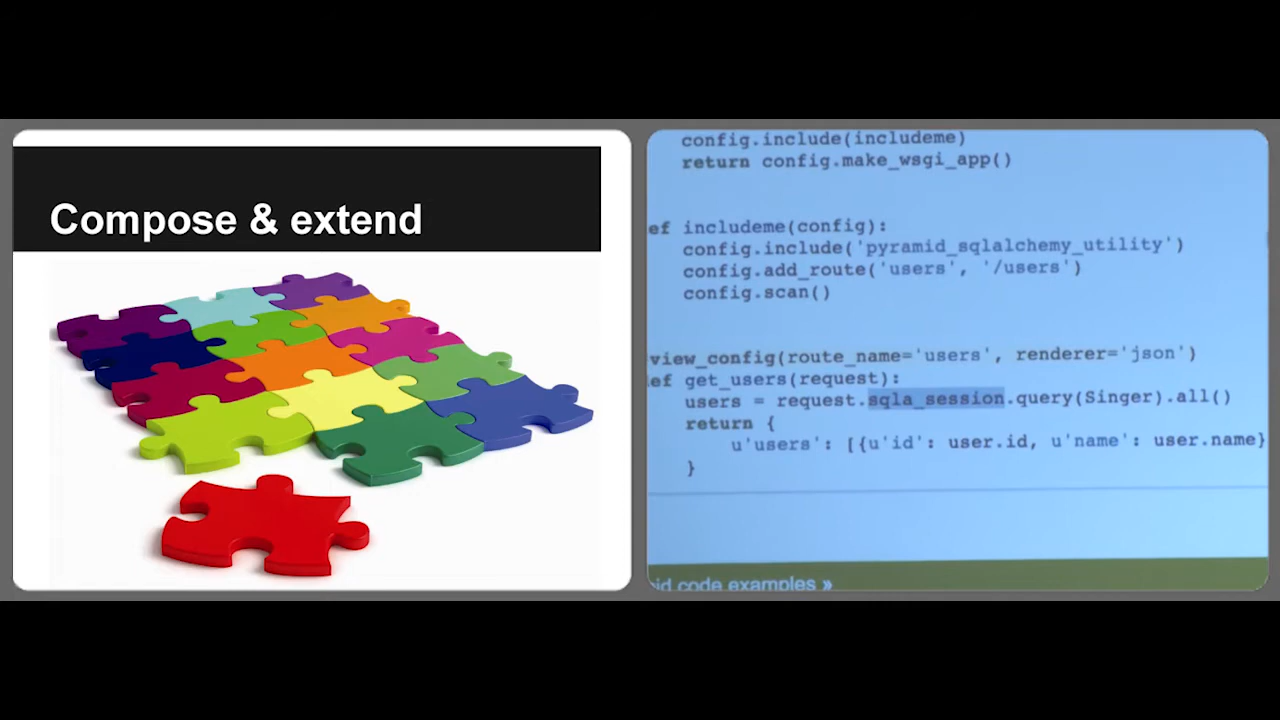 Compose & extend
config.include(includeme)
return config.make_wsgi_app()
ef includeme(config):
config.include('pyramid_sqlalchemy_utility')
config.add_route('users', '/users')
config.scan()
view_config(route_name='users', renderer='json')
ef get_users(request):
users = request.sqla_session.query(Singer).all()
return {
u'users': [{u'id': user.id, u'name': user.name}
}
id code examples »